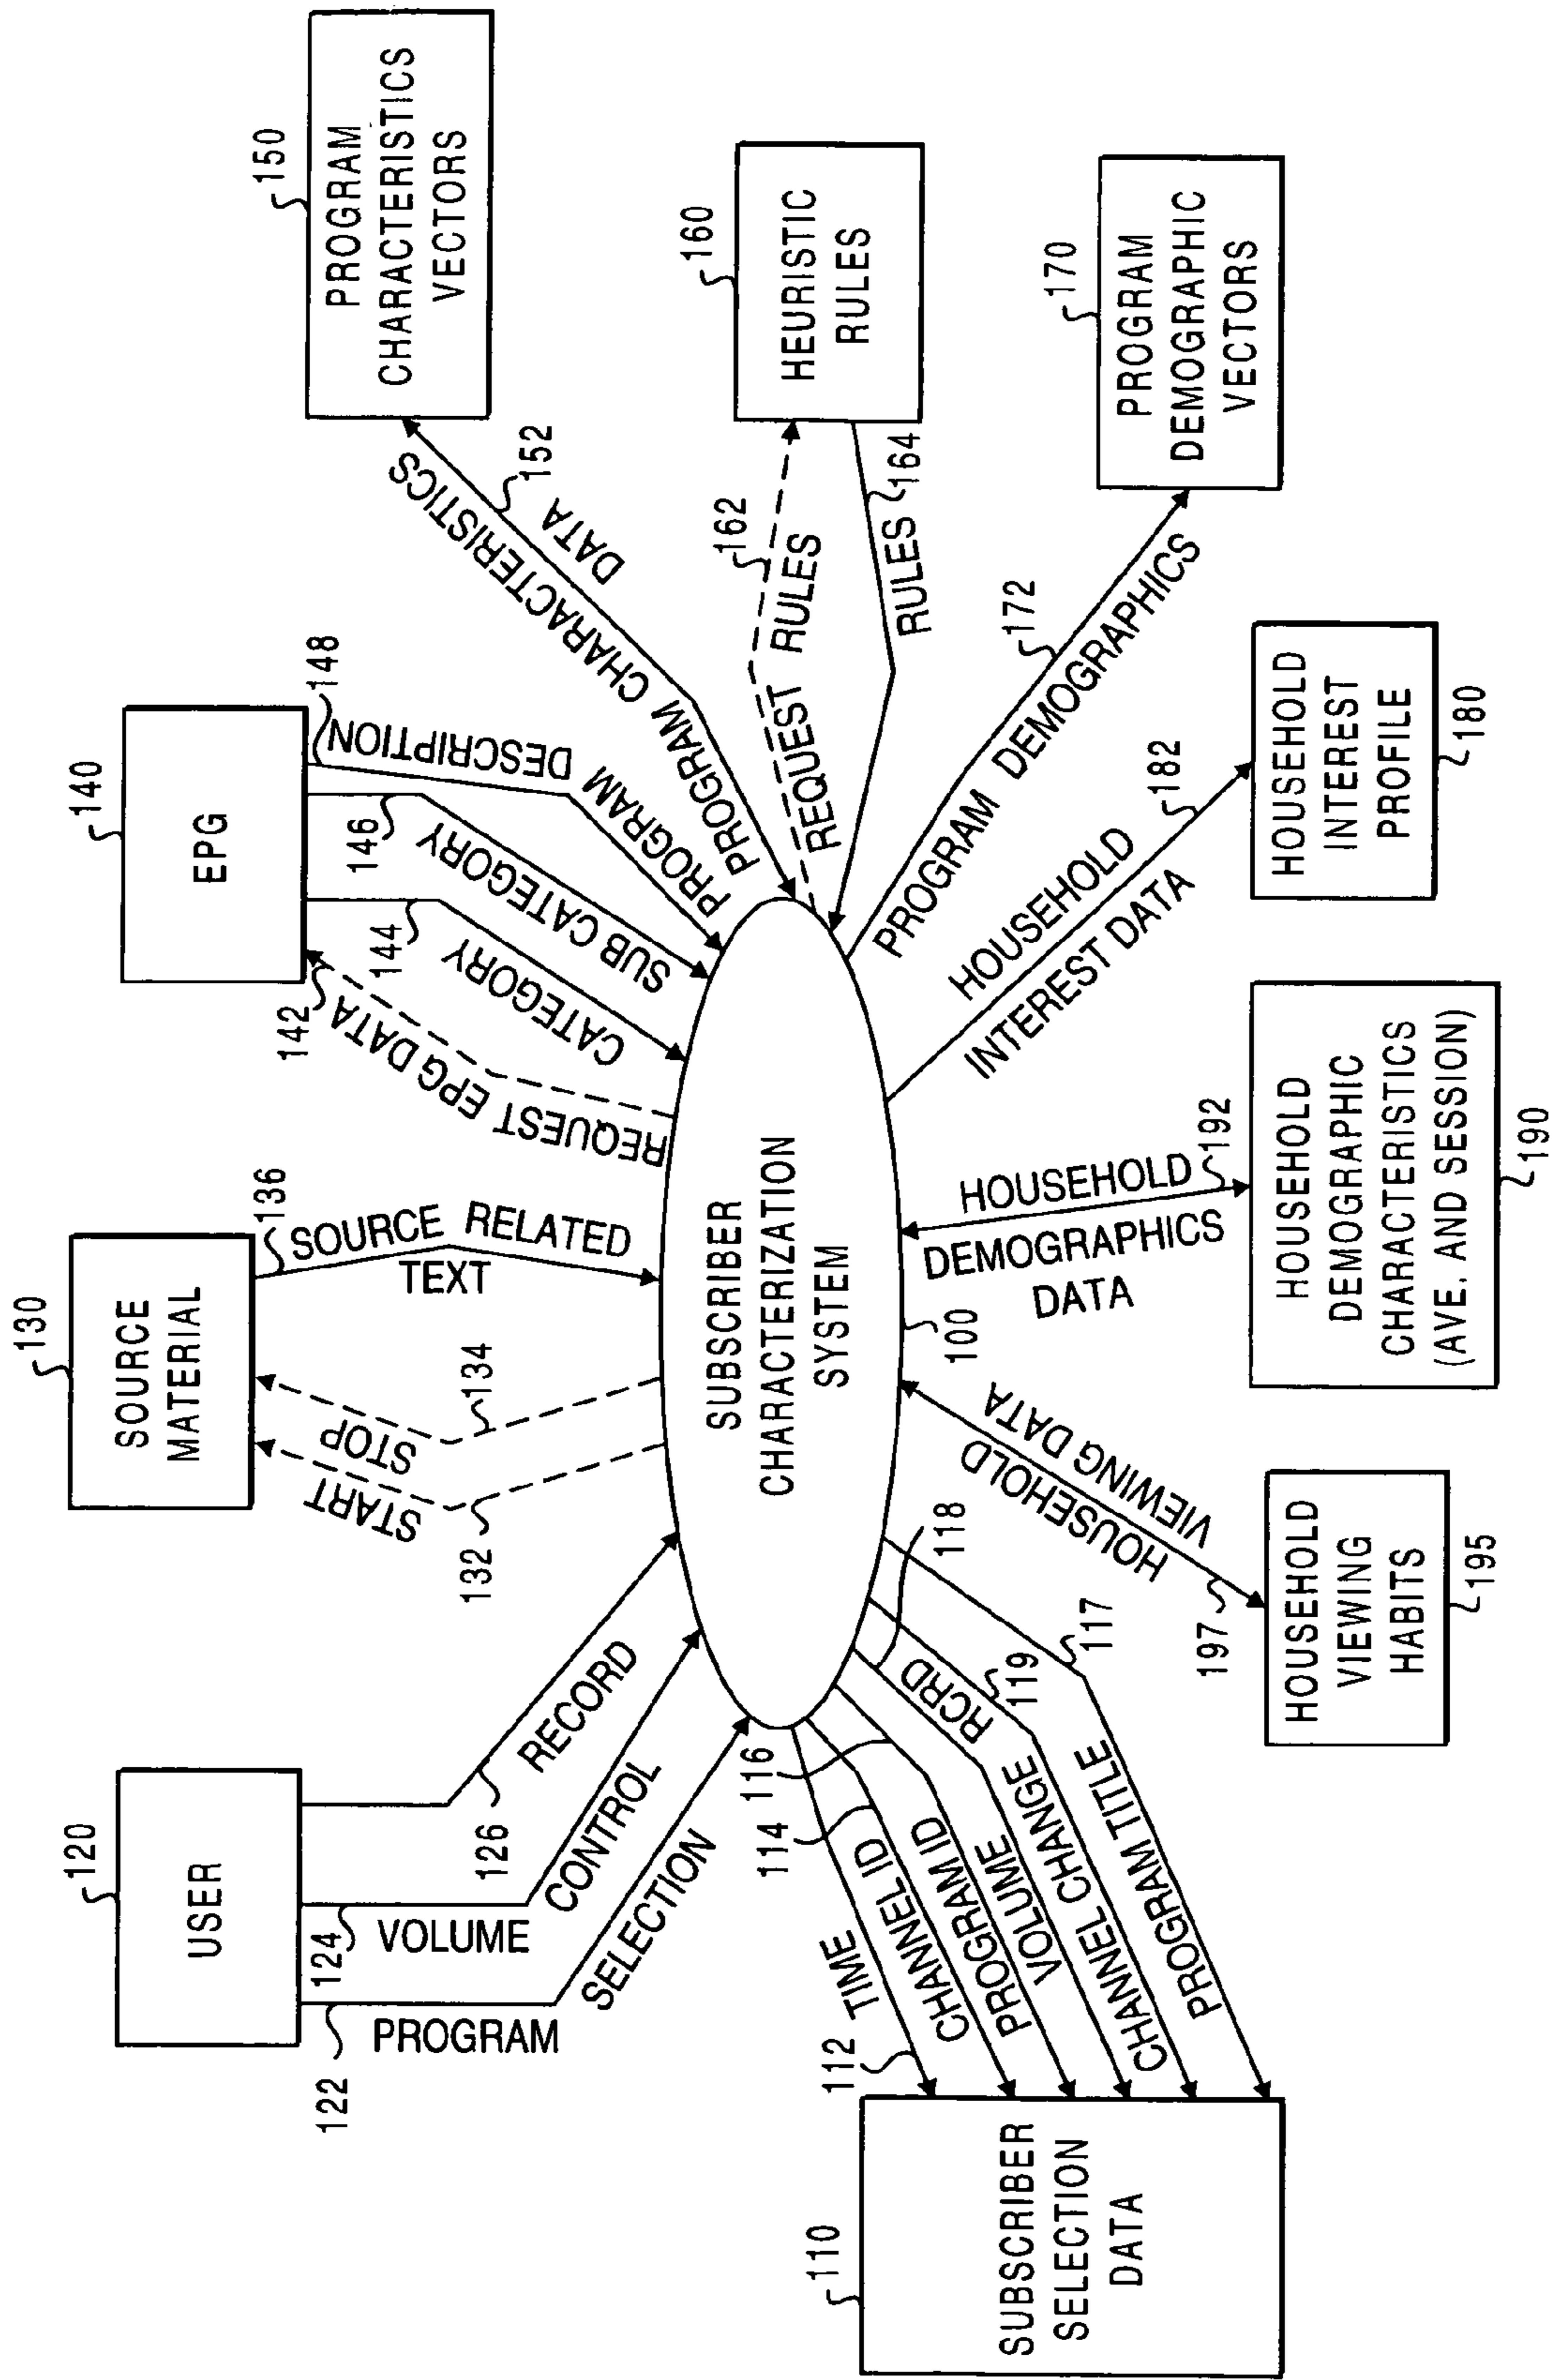 120
USER
122
PROGRAM
SELECTION
124
VOLUME
CONTROL
126
RECORD
130
SOURCE
MATERIAL
132
START
STOP
134
136
SOURCE RELATED
TEXT
140
EPG
142
REQUEST EPG DATA
144
CATEGORY
146
SUB CATEGORY
148
PROGRAM DESCRIPTION
150
PROGRAM
CHARACTERISTICS
VECTORS
152
PROGRAM CHARACTERISTICS
DATA
PROGRAM
160
HEURISTIC
RULES
162
REQUEST RULES
RULES
164
170
PROGRAM
DEMOGRAPHIC
VECTORS
172
PROGRAM DEMOGRAPHICS
SUBSCRIBER
CHARACTERIZATION
SYSTEM
100
HOUSEHOLD
INTEREST DATA
182
HOUSEHOLD
INTEREST
PROFILE
180
HOUSEHOLD
DEMOGRAPHICS
DATA
192
HOUSEHOLD
DEMOGRAPHIC
CHARACTERISTICS
(AVE. AND SESSION)
190
HOUSEHOLD
VIEWING DATA
197
HOUSEHOLD
VIEWING
HABITS
195
110
SUBSCRIBER
SELECTION
DATA
112
TIME
114
CHANNEL ID
116
PROGRAM ID
118
VOLUME
RCRD
119
CHANNEL CHANGE
117
PROGRAM TITLE